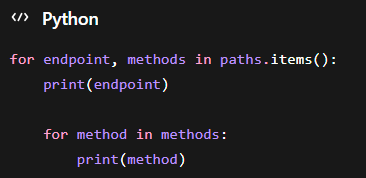 </> Python
for endpoint, methods in paths.items():
    print(endpoint)
    for method in methods:
        print(method)